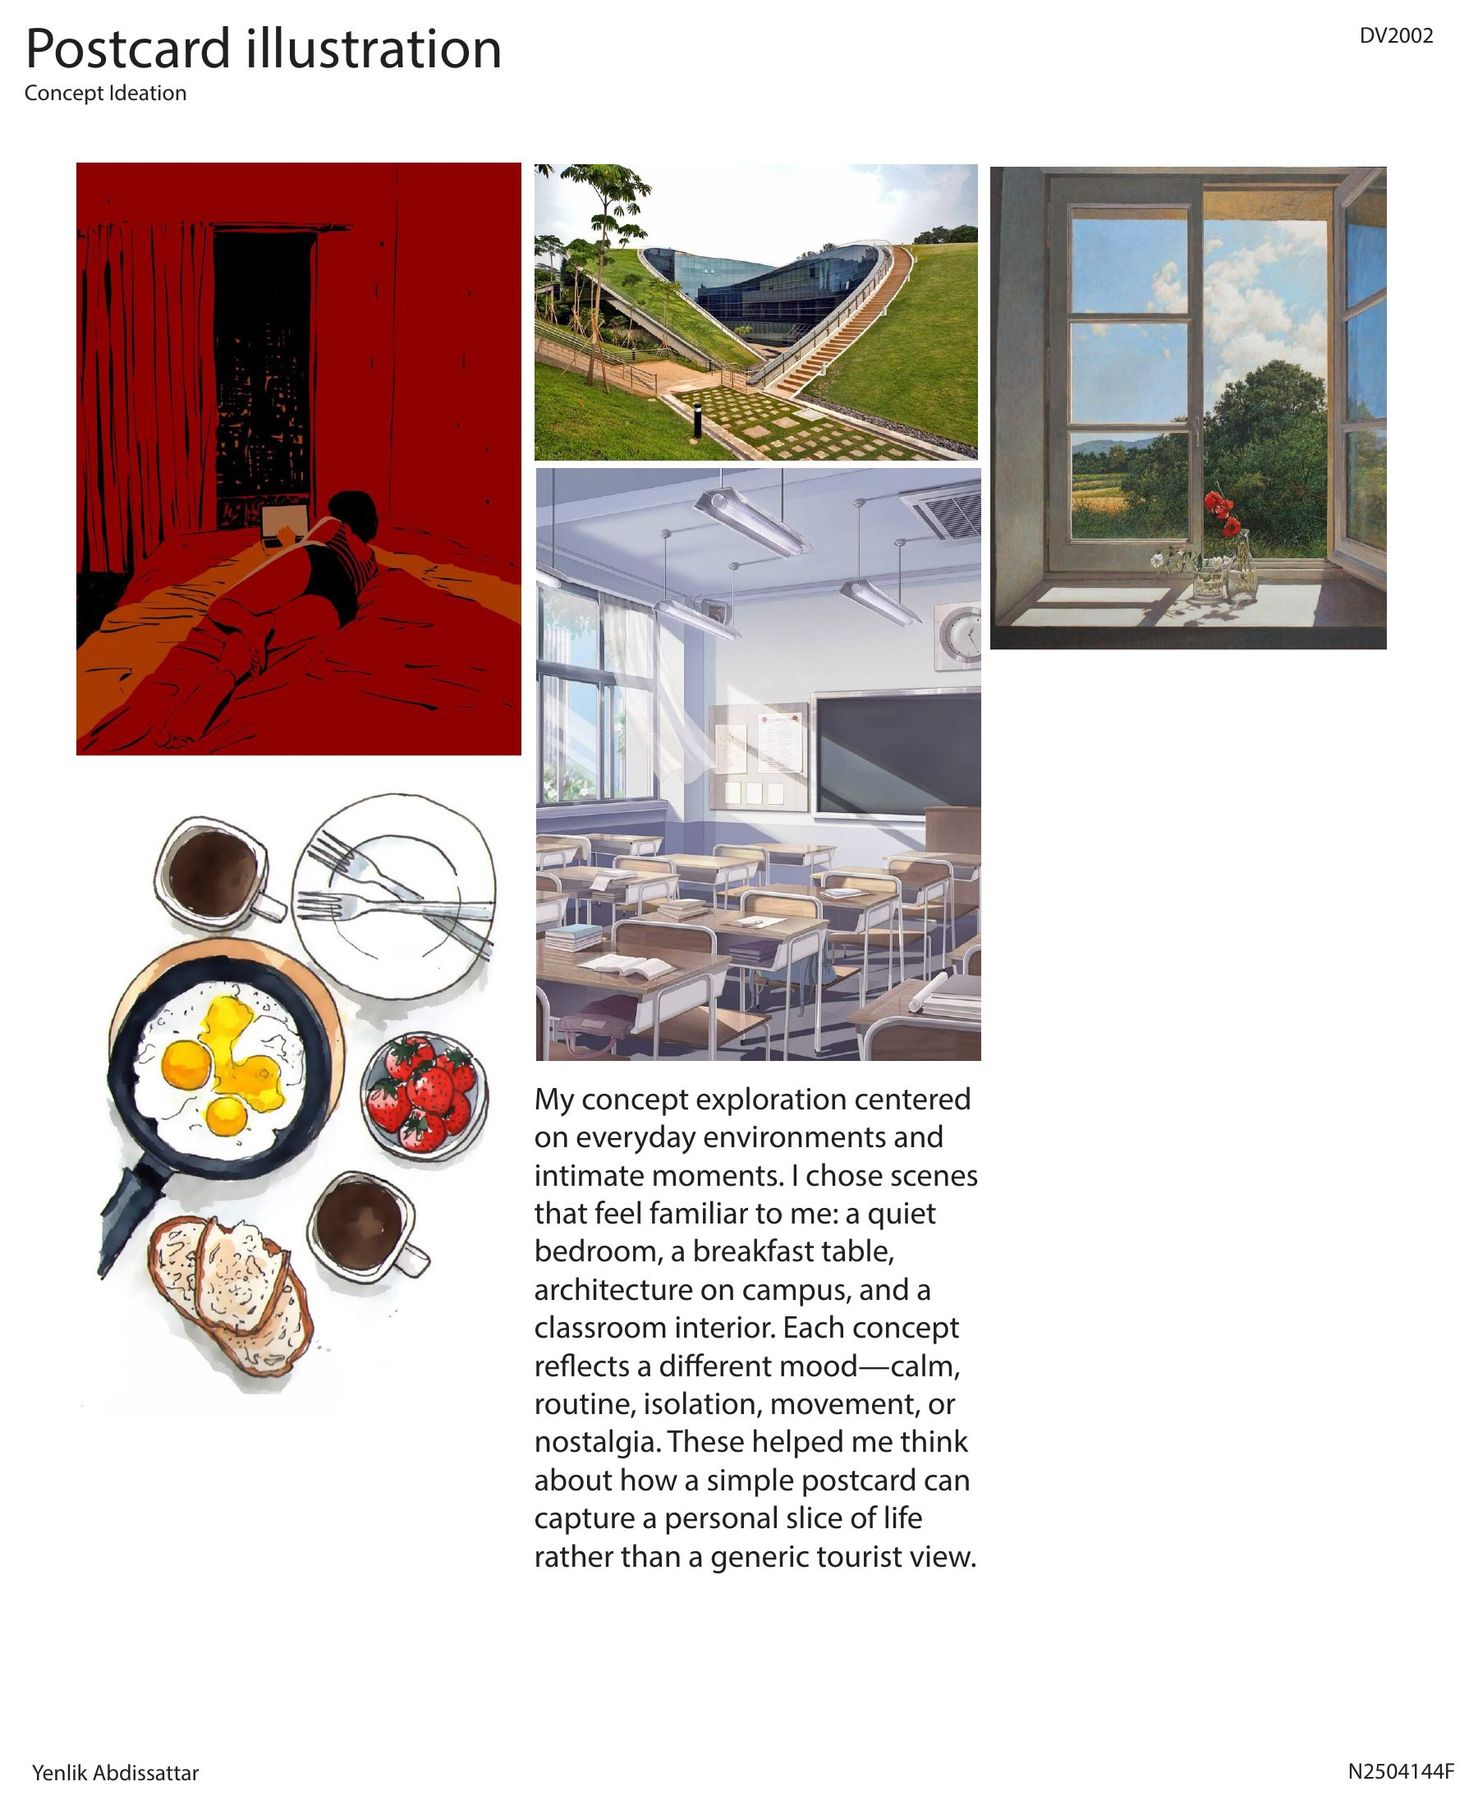 Postcard illustration
DV2002
Concept Ideation
My concept exploration centered
on everyday environments and
intimate moments. I chose scenes
that feel familiar to me: a quiet
bedroom, a breakfast table,
architecture on campus, and a
classroom interior. Each concept
reflects a different mood—calm,
routine, isolation, movement, or
nostalgia. These helped me think
about how a simple postcard can
capture a personal slice of life
rather than a generic tourist view.
Yenlik Abdissattar
N2504144F